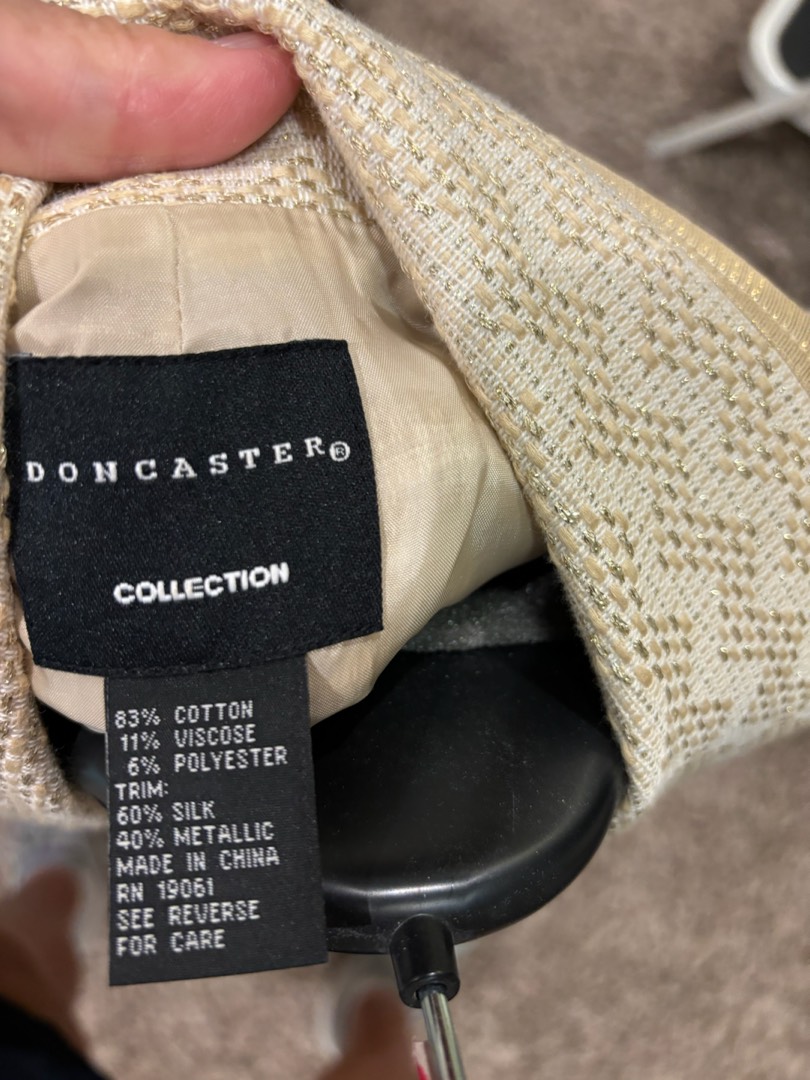 DONCASTER®
COLLECTION
83% COTTON
11% VISCOSE
6% POLYESTER
TRIM:
60% SILK
40% METALLIC
MADE IN CHINA
RN 19061
SEE REVERSE
FOR CARE